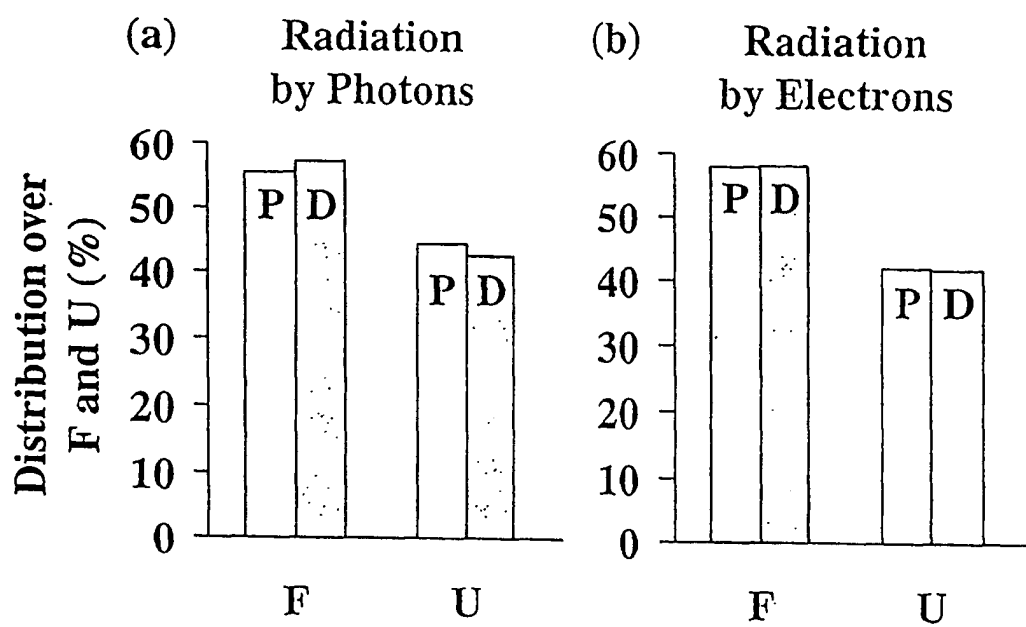 (a) Radiation
by Photons
Distribution over
F and U (%)
60
50
40
30
20
10
0
P D
P D
F U
(b) Radiation
by Electrons
60
50
40
30
20
10
0
P D
P D
F U